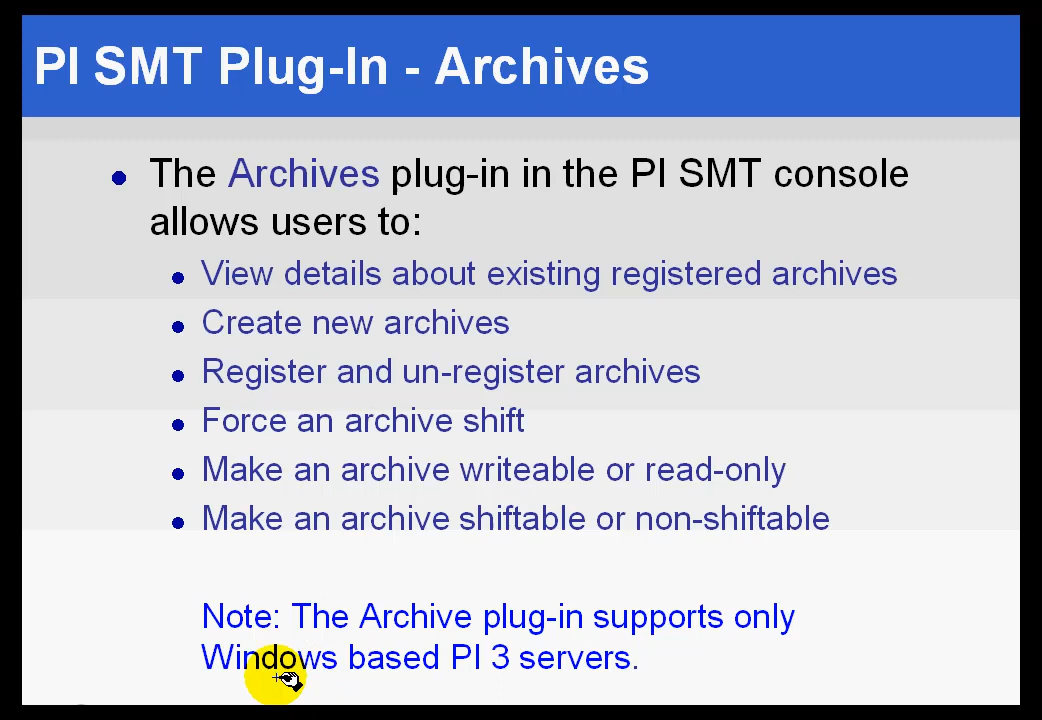 PI SMT Plug-In - Archives
• The Archives plug-in in the PI SMT console
allows users to:
• View details about existing registered archives
• Create new archives
• Register and un-register archives
• Force an archive shift
• Make an archive writeable or read-only
• Make an archive shiftable or non-shiftable
Note: The Archive plug-in supports only
Windows based PI 3 servers.